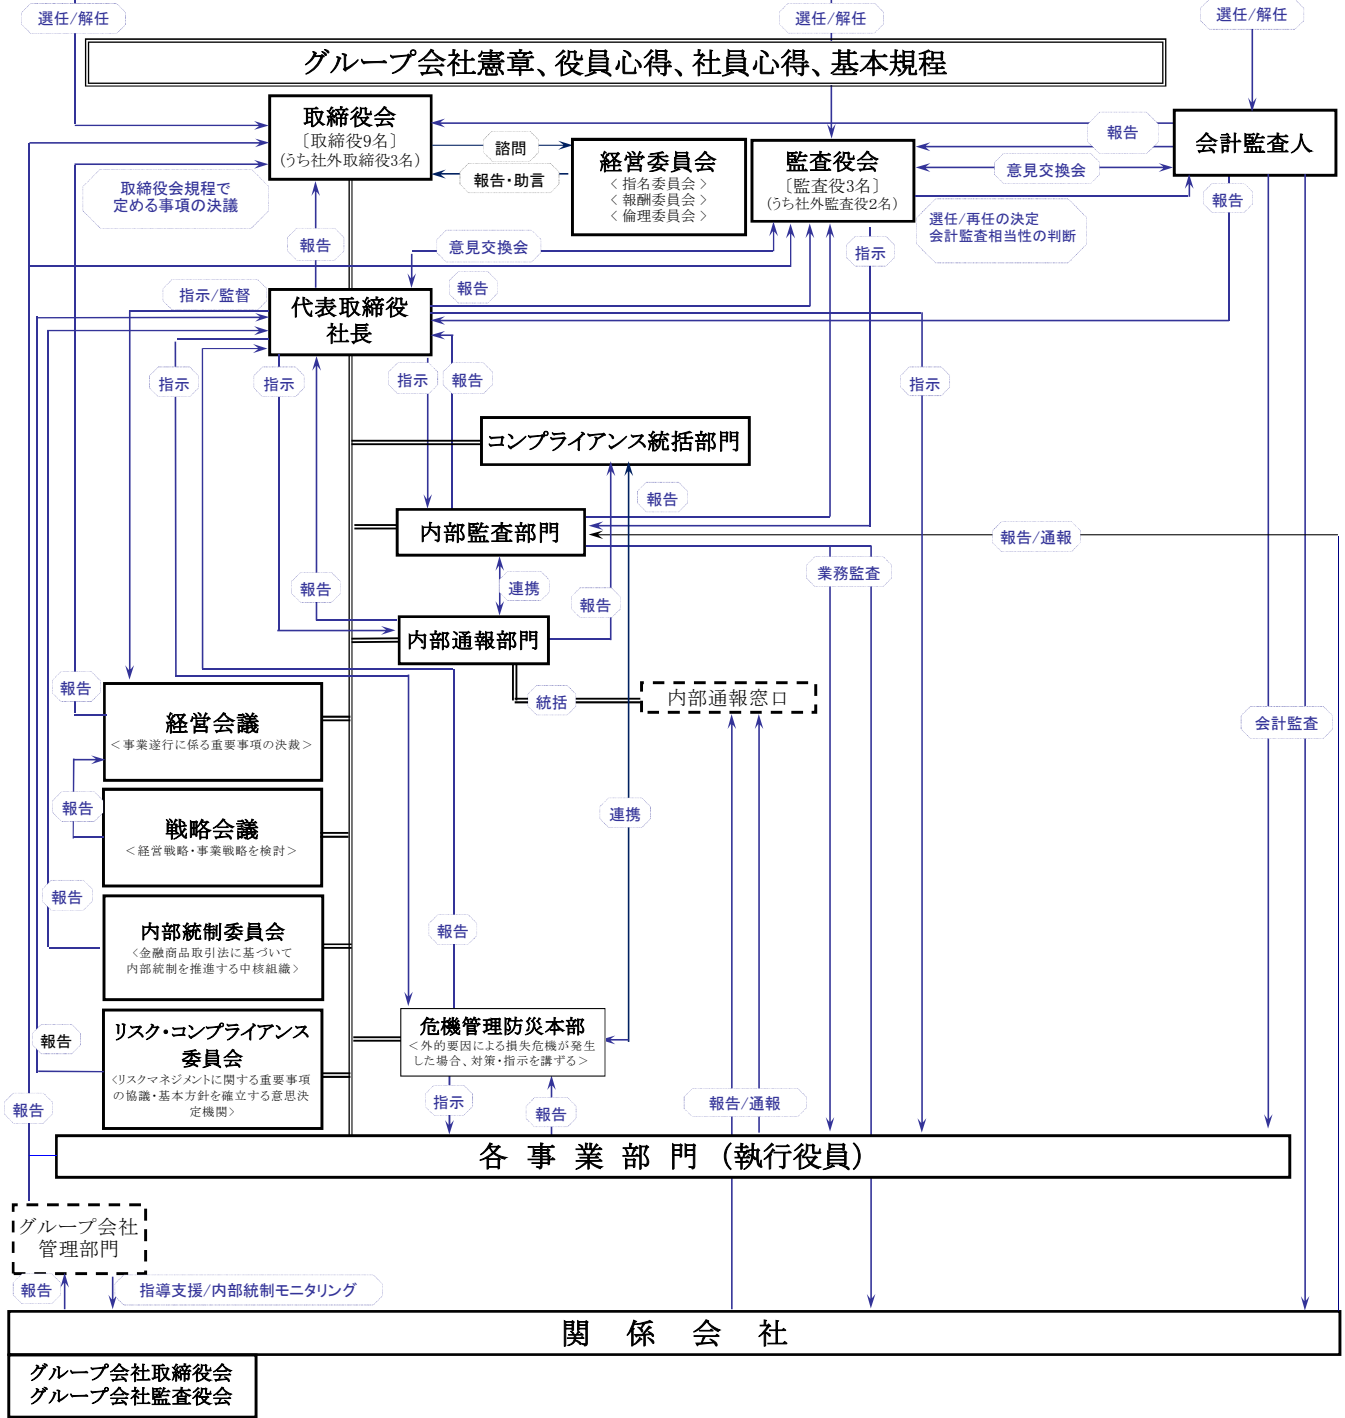 選任/解任
選任/解任
選任/解任
グループ会社憲章、役員心得、社員心得、基本規程
取締役会
〔取締役9名〕
(うち社外取締役3名)
諮問
報告・助言
経営委員会
＜ 指名委員会 ＞
＜ 報酬委員会 ＞
＜ 倫理委員会 ＞
監査役会
［監査役3名］
(うち社外監査役2名)
報告
意見交換会
会計監査人
取締役会規程で
定める事項の決議
報告
選任/再任の決定
会計監査相当性の判断
報告
意見交換会
指示
指示/監督
報告
代表取締役
社長
指示
指示
指示
報告
指示
コンプライアンス統括部門
報告
内部監査部門
報告/通報
業務監査
報告
連携
報告
内部通報部門
報告
統括
内部通報窓口
経営会議
＜事業遂行に係る重要事項の決裁＞
会計監査
報告
連携
戦略会議
＜経営戦略・事業戦略を検討＞
報告
内部統制委員会
＜金融商品取引法に基づいて
内部統制を推進する中核組織＞
報告
報告
リスク・コンプライアンス
委員会
＜リスクマネジメントに関する重要事項
の協議・基本方針を確立する意思決
定機関＞
危機管理防災本部
＜外的要因による損失危機が発生
した場合、対策・指示を講ずる＞
報告
指示
報告
報告/通報
各事業部門（執行役員）
グループ会社
管理部門
報告
指導支援/内部統制モニタリング
関係会社
グループ会社取締役会
グループ会社監査役会